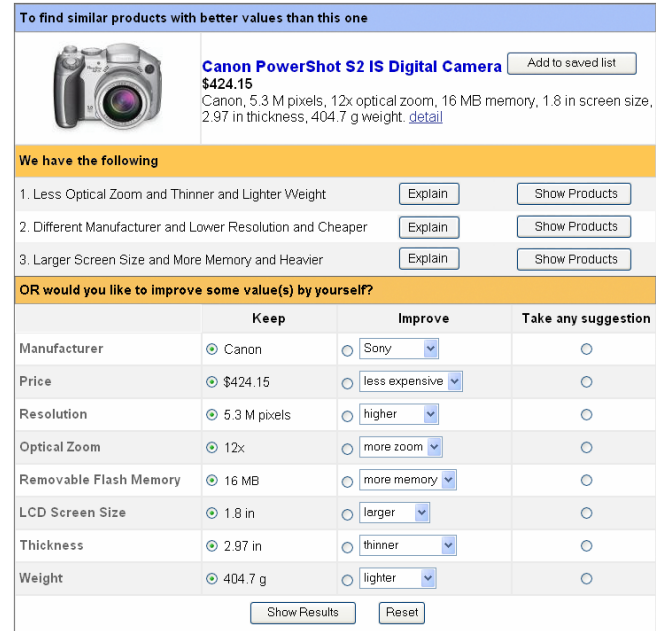 To find similar products with better values than this one
Canon PowerShot S2 IS Digital Camera Add to saved list
$424.15
Canon, 5.3 M pixels, 12x optical zoom, 16 MB memory, 1.8 in screen size,
2.97 in thickness, 404.7 g weight. detail
We have the following
1. Less Optical Zoom and Thinner and Lighter Weight Explain Show Products
2. Different Manufacturer and Lower Resolution and Cheaper Explain Show Products
3. Larger Screen Size and More Memory and Heavier Explain Show Products
OR would you like to improve some value(s) by yourself?
Keep Improve Take any suggestion
Manufacturer Canon Sony
Price $424.15 less expensive
Resolution 5.3 M pixels higher
Optical Zoom 12x more zoom
Removable Flash Memory 16 MB more memory
LCD Screen Size 1.8 in larger
Thickness 2.97 in thinner
Weight 404.7 g lighter
Show Results Reset